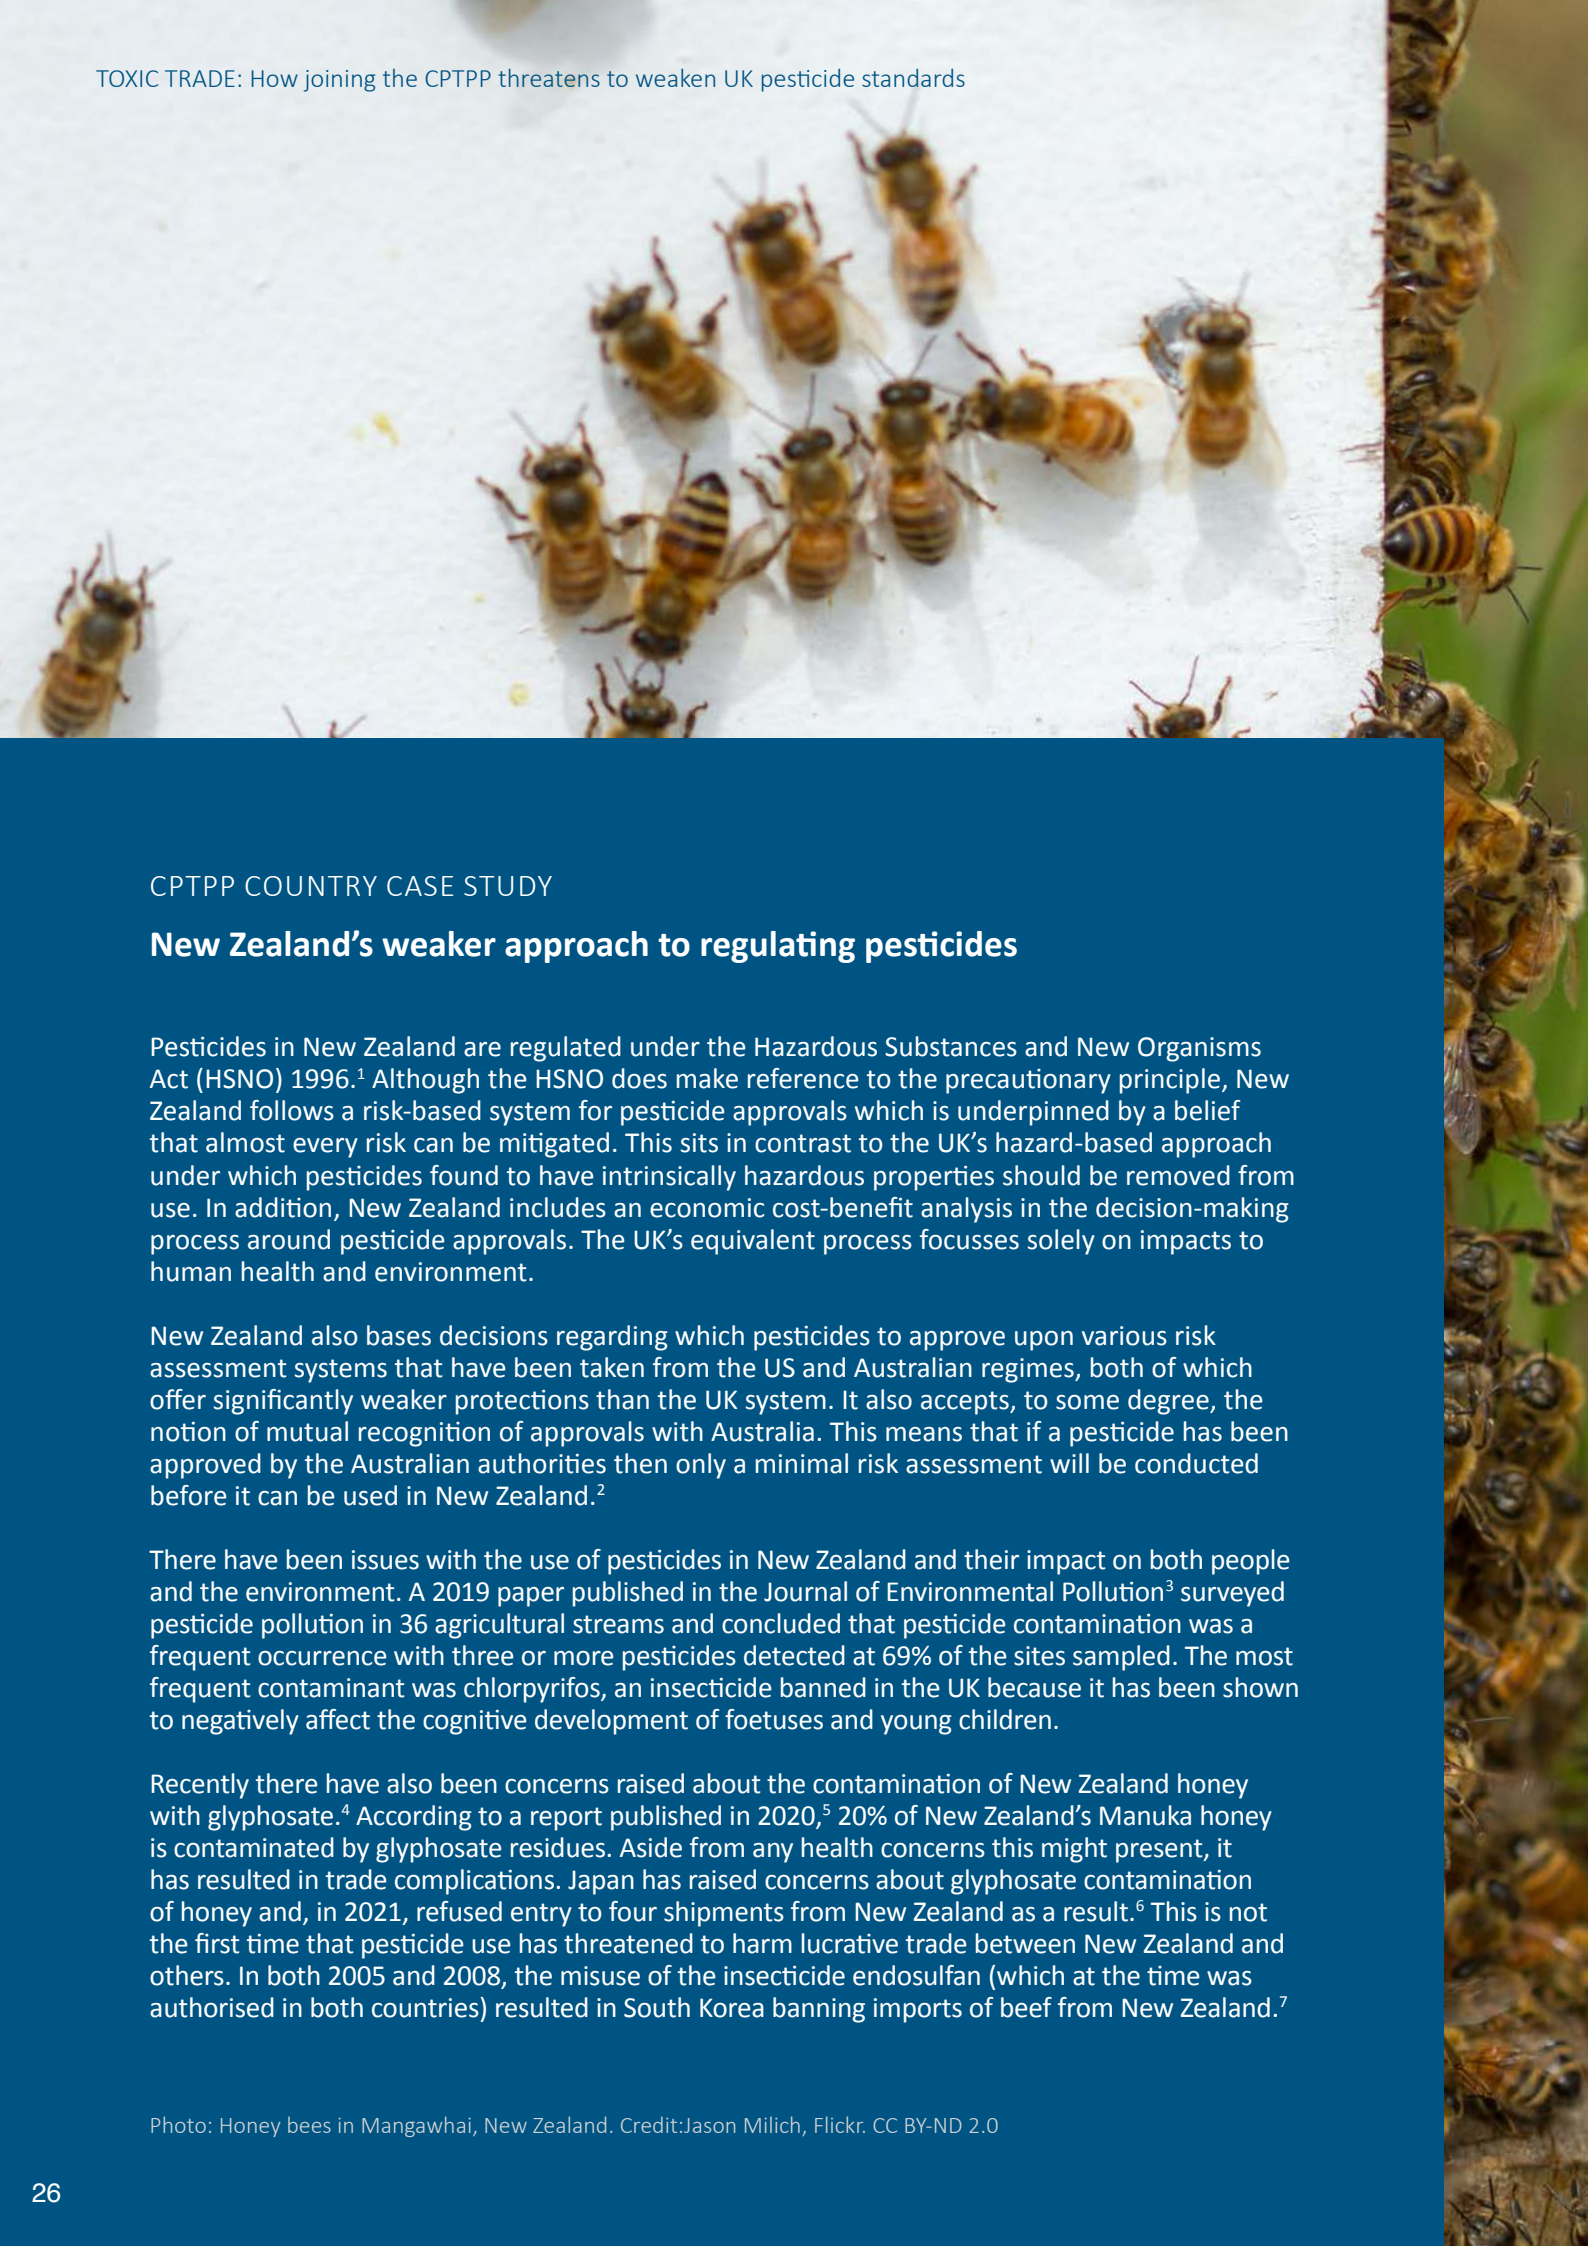 TOXIC TRADE: How joining the CPTPP threatens to weaken UK pesticide standards
CPTPP COUNTRY CASE STUDY
New Zealand’s weaker approach to regulating pesticides
Pesticides in New Zealand are regulated under the Hazardous Substances and New Organisms
Act (HSNO) 1996.¹ Although the HSNO does make reference to the precautionary principle, New
Zealand follows a risk-based system for pesticide approvals which is underpinned by a belief
that almost every risk can be mitigated. This sits in contrast to the UK’s hazard-based approach
under which pesticides found to have intrinsically hazardous properties should be removed from
use. In addition, New Zealand includes an economic cost-benefit analysis in the decision-making
process around pesticide approvals. The UK’s equivalent process focusses solely on impacts to
human health and environment.
New Zealand also bases decisions regarding which pesticides to approve upon various risk
assessment systems that have been taken from the US and Australian regimes, both of which
offer significantly weaker protections than the UK system. It also accepts, to some degree, the
notion of mutual recognition of approvals with Australia. This means that if a pesticide has been
approved by the Australian authorities then only a minimal risk assessment will be conducted
before it can be used in New Zealand.²
There have been issues with the use of pesticides in New Zealand and their impact on both people
and the environment. A 2019 paper published in the Journal of Environmental Pollution³ surveyed
pesticide pollution in 36 agricultural streams and concluded that pesticide contamination was a
frequent occurrence with three or more pesticides detected at 69% of the sites sampled. The most
frequent contaminant was chlorpyrifos, an insecticide banned in the UK because it has been shown
to negatively affect the cognitive development of foetuses and young children.
Recently there have also been concerns raised about the contamination of New Zealand honey
with glyphosate.⁴ According to a report published in 2020,⁵ 20% of New Zealand’s Manuka honey
is contaminated by glyphosate residues. Aside from any health concerns this might present, it
has resulted in trade complications. Japan has raised concerns about glyphosate contamination
of honey and, in 2021, refused entry to four shipments from New Zealand as a result.⁶ This is not
the first time that pesticide use has threatened to harm lucrative trade between New Zealand and
others. In both 2005 and 2008, the misuse of the insecticide endosulfan (which at the time was
authorised in both countries) resulted in South Korea banning imports of beef from New Zealand.⁷
Photo: Honey bees in Mangawhai, New Zealand. Credit:Jason Milich, Flickr. CC BY-ND 2.0
26